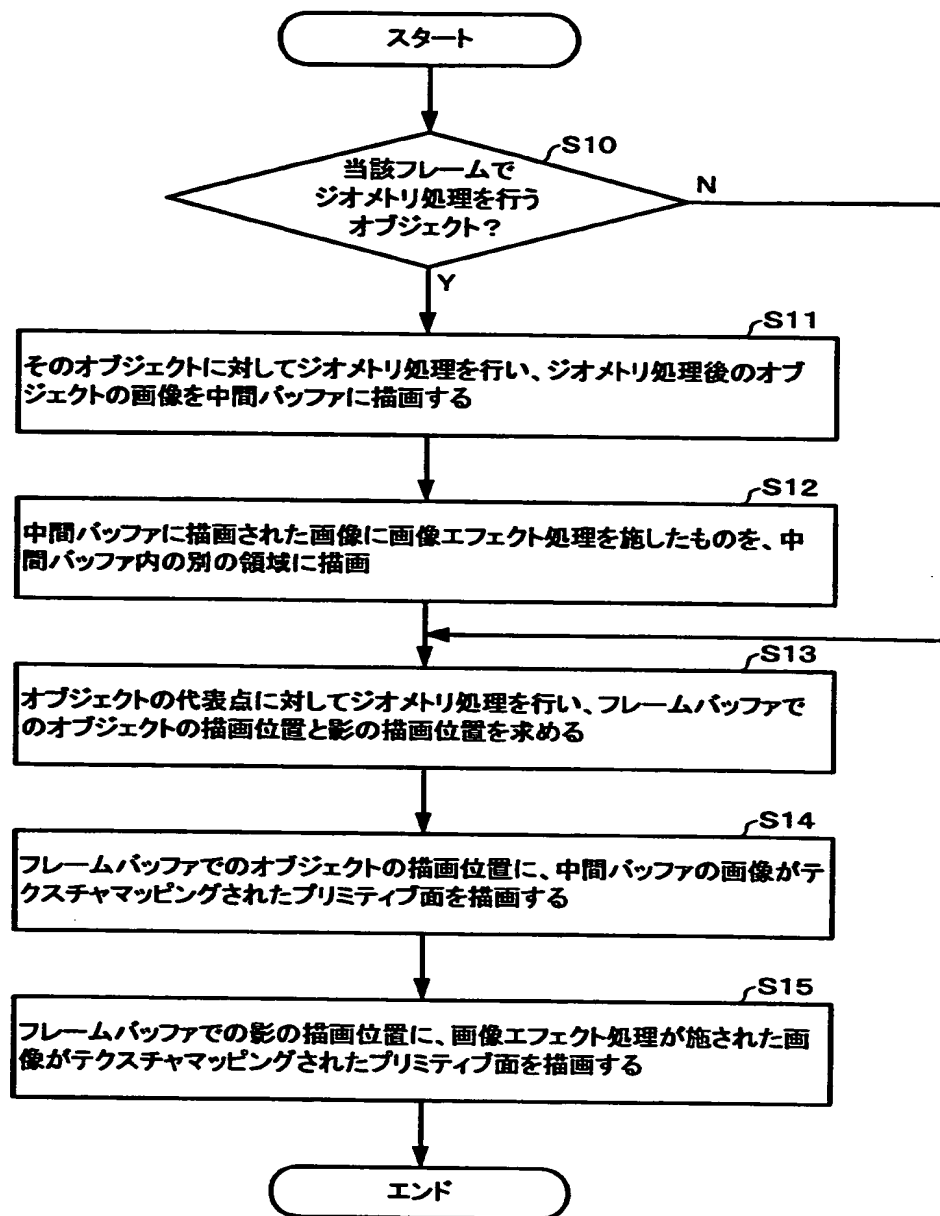 スタート
S10
当該フレームで
ジオメトリ処理を行う
オブジェクト?
N
Y
S11
そのオブジェクトに対してジオメトリ処理を行い、ジオメトリ処理後のオブ
ジェクトの画像を中間バッファに描画する
S12
中間バッファに描画された画像に画像エフェクト処理を施したものを、中
間バッファ内の別の領域に描画
S13
オブジェクトの代表点に対してジオメトリ処理を行い、フレームバッファで
のオブジェクトの描画位置と影の描画位置を求める
S14
フレームバッファでのオブジェクトの描画位置に、中間バッファの画像がテ
クスチャマッピングされたプリミティブ面を描画する
S15
フレームバッファでの影の描画位置に、画像エフェクト処理が施された画
像がテクスチャマッピングされたプリミティブ面を描画する
エンド